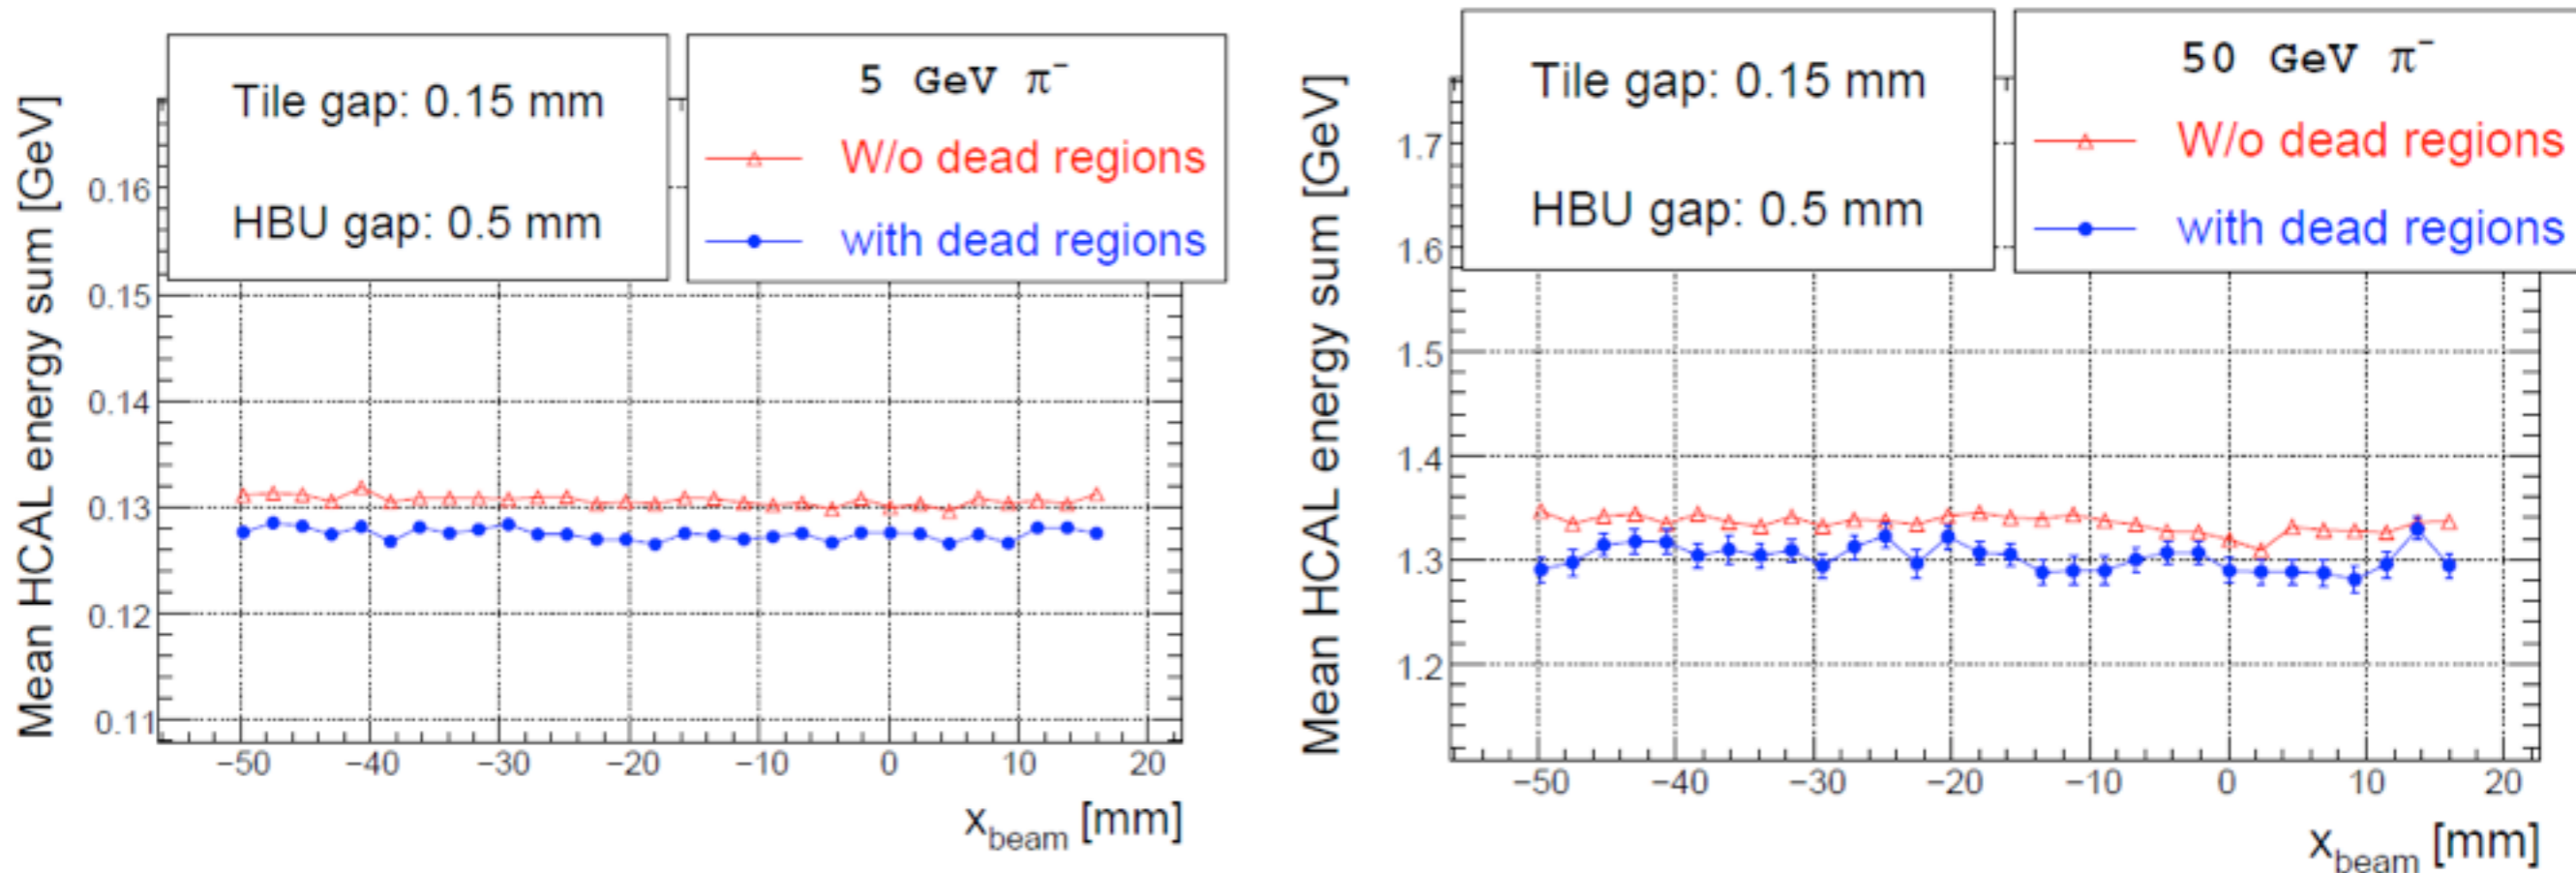 Tile gap: 0.15 mm
HBU gap: 0.5 mm
5 GeV π⁻
W/o dead regions
with dead regions
Mean HCAL energy sum [GeV]
0.16
0.15
0.14
0.13
0.12
0.11
−50 −40 −30 −20 −10 0 10 20
x_beam [mm]
Tile gap: 0.15 mm
HBU gap: 0.5 mm
50 GeV π⁻
W/o dead regions
with dead regions
Mean HCAL energy sum [GeV]
1.7
1.6
1.5
1.4
1.3
1.2
−50 −40 −30 −20 −10 0 10 20
x_beam [mm]